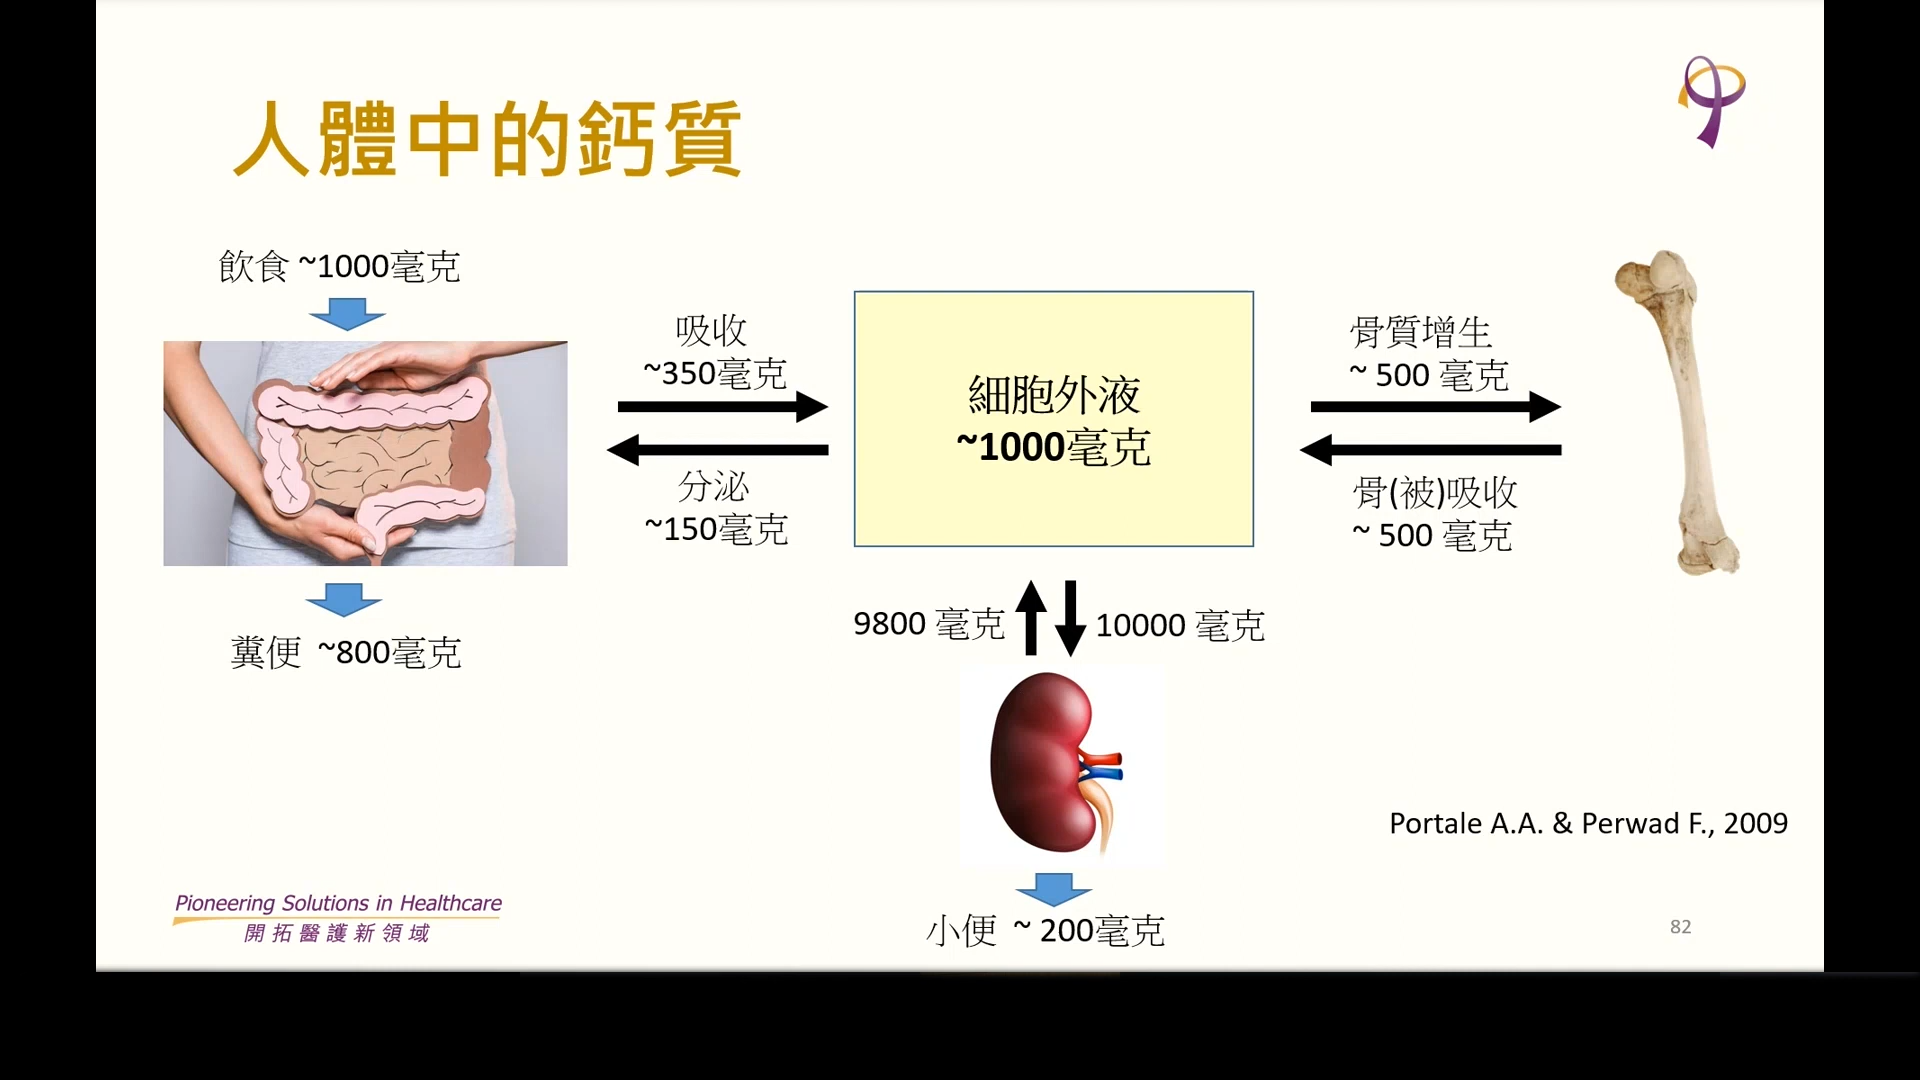 人體中的鈣質
飲食 ~1000毫克
吸收
~350毫克
分泌
~150毫克
糞便 ~800毫克
細胞外液
~1000毫克
骨質增生
~ 500 毫克
骨(被)吸收
~ 500 毫克
9800 毫克
10000 毫克
小便 ~ 200毫克
Portale A.A. & Perwad F., 2009
Pioneering Solutions in Healthcare
開拓醫護新領域
82